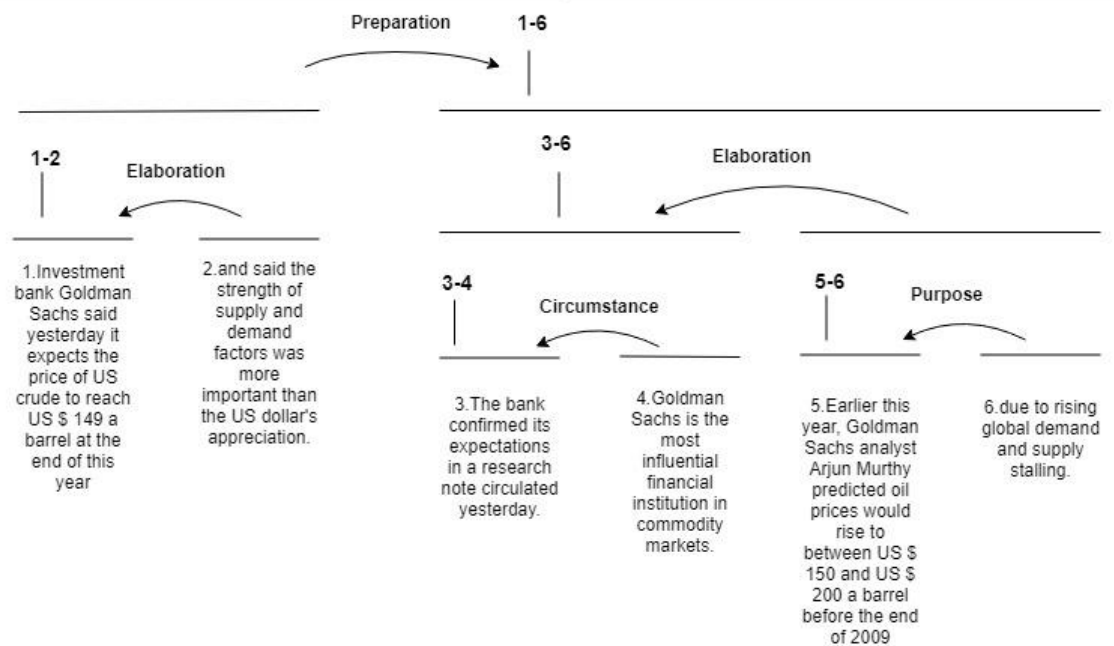 Preparation
1-6
1-2
Elaboration
3-6
Elaboration
1.Investment
bank Goldman
Sachs said
yesterday it
expects the
price of US
crude to reach
US $ 149 a
barrel at the
end of this
year
2.and said the
strength of
supply and
demand
factors was
more
important than
the US dollar's
appreciation.
3-4
Circumstance
5-6
Purpose
3.The bank
confirmed its
expectations
in a research
note circulated
yesterday.
4.Goldman
Sachs is the
most
influential
financial
institution in
commodity
markets.
5.Earlier this
year, Goldman
Sachs analyst
Arjun Murthy
predicted oil
prices would
rise to
between US $
150 and US $
200 a barrel
before the end
of 2009
6.due to rising
global demand
and supply
stalling.